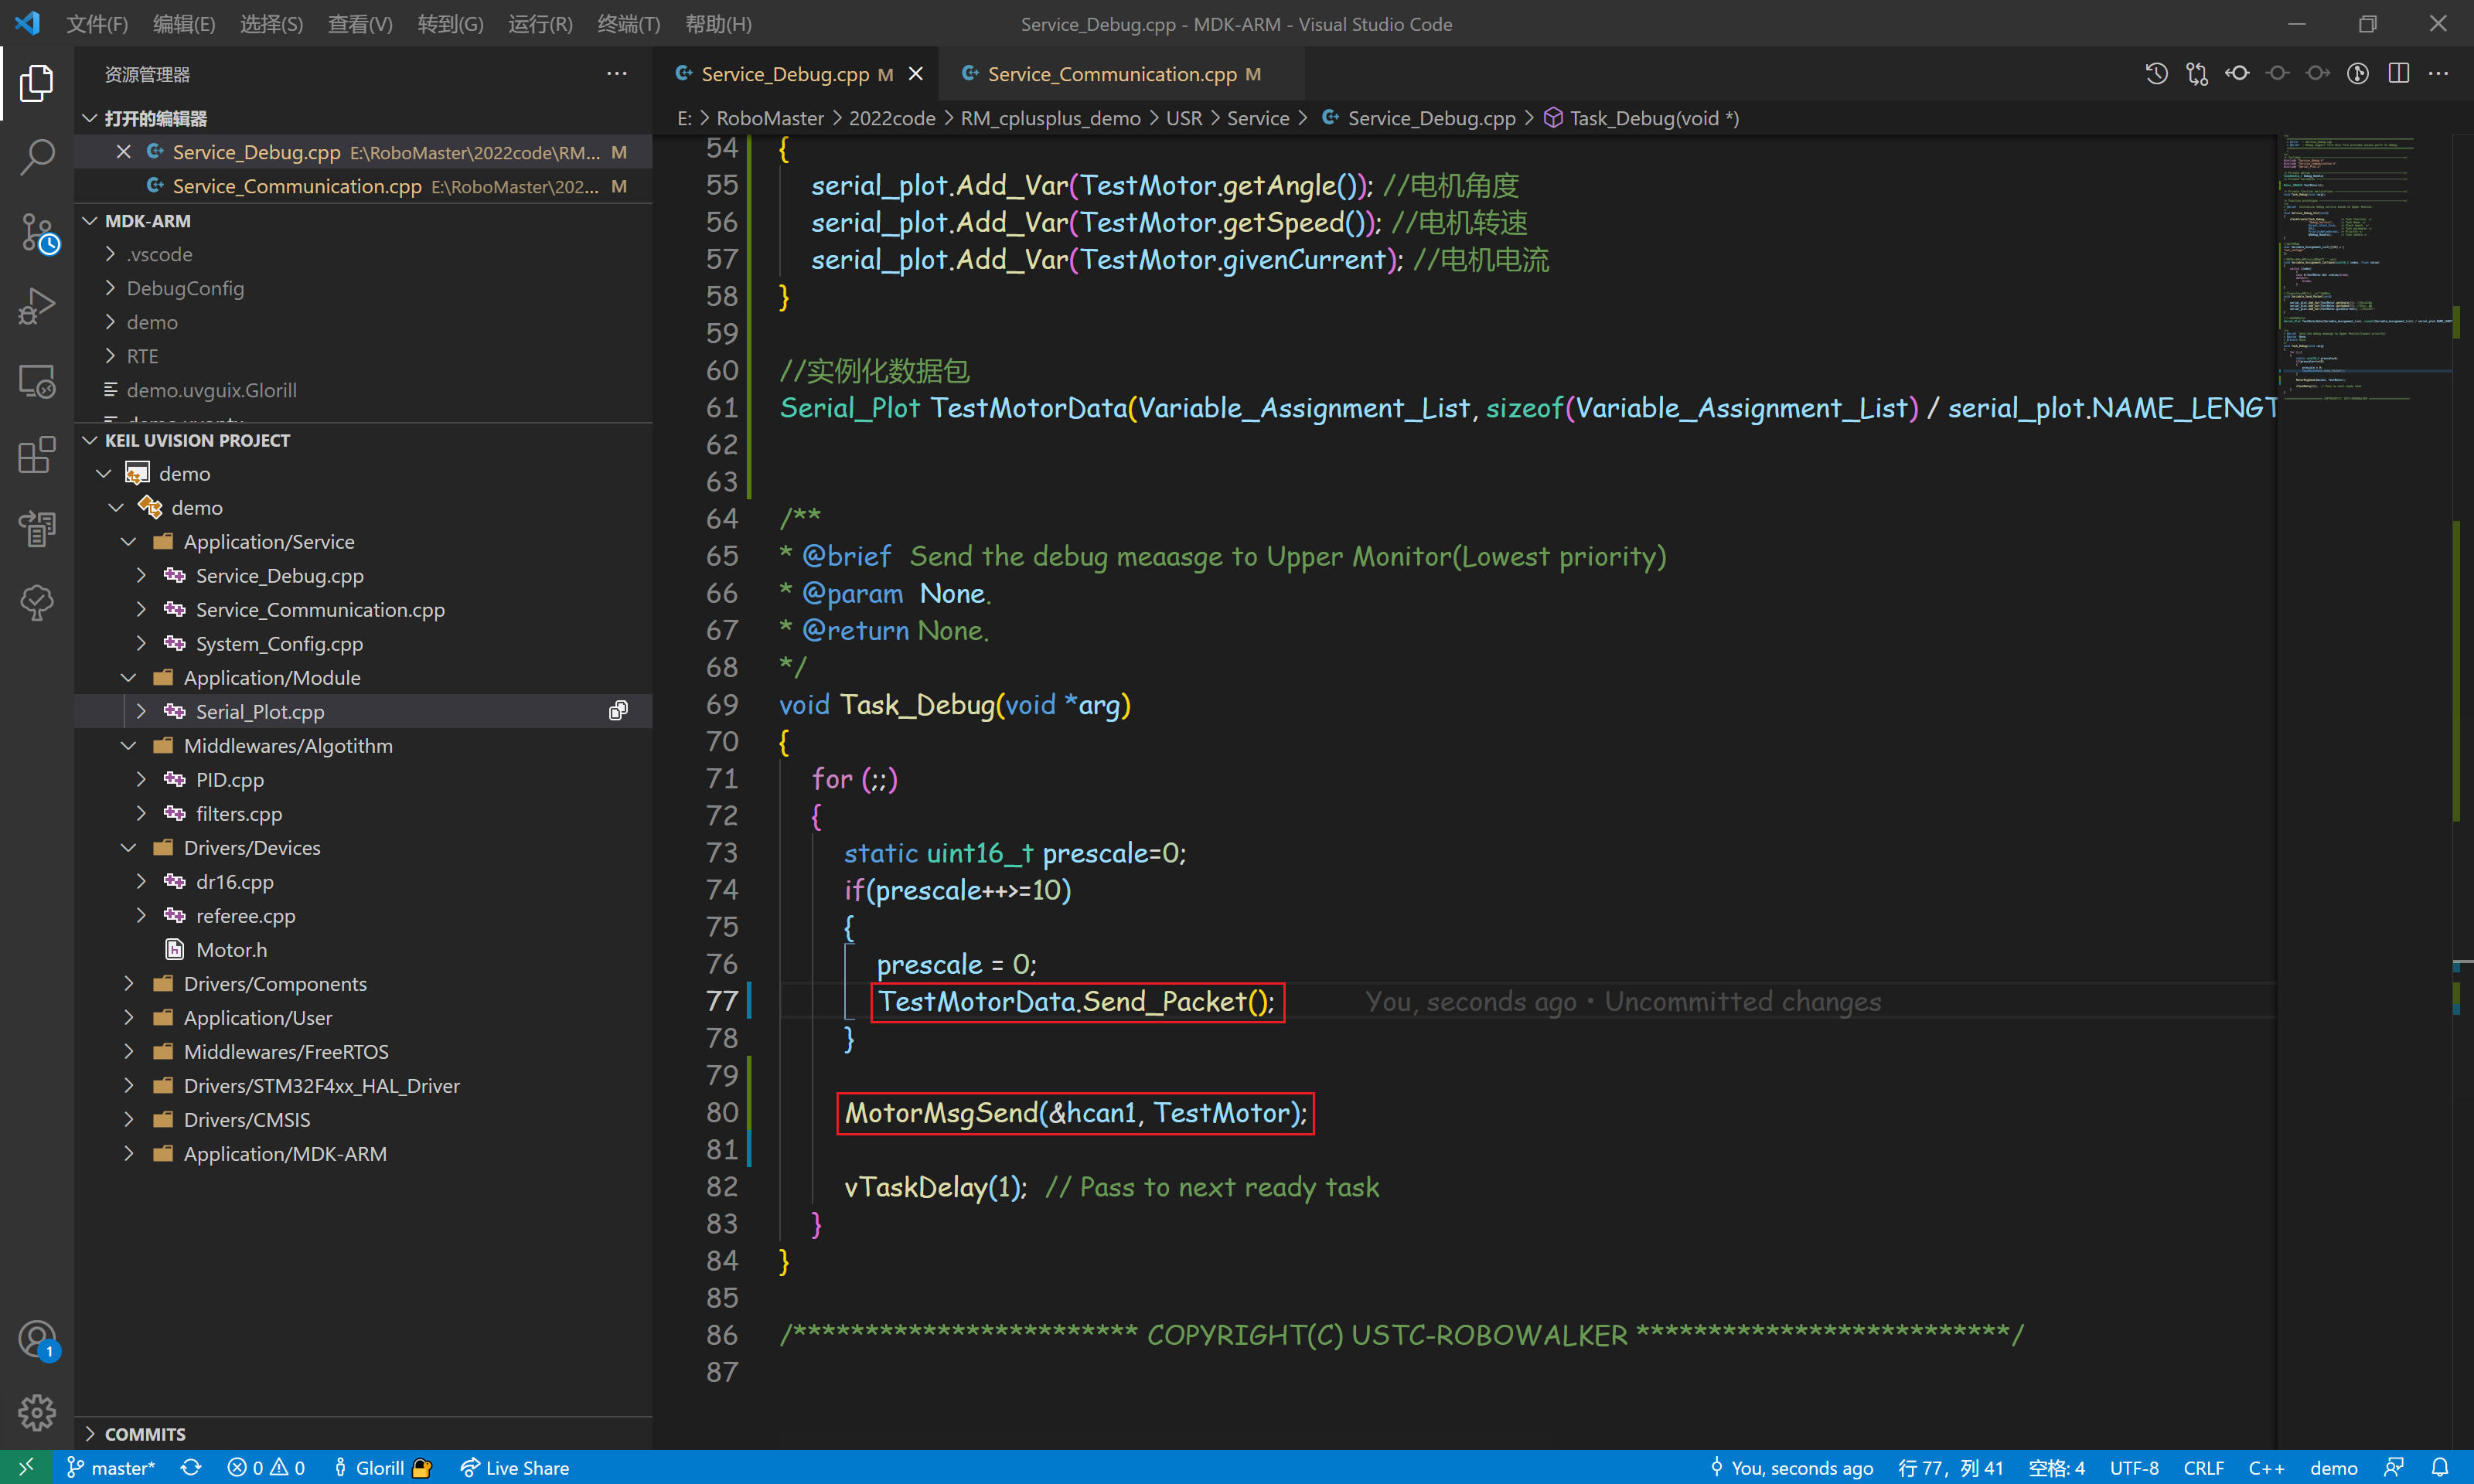 文件(F) 编辑(E) 选择(S) 查看(V) 转到(G) 运行(R) 终端(T) 帮助(H) Service_Debug.cpp - MDK-ARM - Visual Studio Code
资源管理器
打开的编辑器
Service_Debug.cpp E:\RoboMaster\2022code\RM... M
Service_Communication.cpp E:\RoboMaster\202... M
MDK-ARM
.vscode
DebugConfig
demo
RTE
demo.uvguix.Glorill
KEIL UVISION PROJECT
demo
demo
Application/Service
Service_Debug.cpp
Service_Communication.cpp
System_Config.cpp
Application/Module
Serial_Plot.cpp
Middlewares/Algotithm
PID.cpp
filters.cpp
Drivers/Devices
dr16.cpp
referee.cpp
Motor.h
Drivers/Components
Application/User
Middlewares/FreeRTOS
Drivers/STM32F4xx_HAL_Driver
Drivers/CMSIS
Application/MDK-ARM
COMMITS
1
Service_Debug.cpp M Service_Communication.cpp M
E: > RoboMaster > 2022code > RM_cplusplus_demo > USR > Service > Service_Debug.cpp > Task_Debug(void *)
54 {
55 serial_plot.Add_Var(TestMotor.getAngle()); //电机角度
56 serial_plot.Add_Var(TestMotor.getSpeed()); //电机转速
57 serial_plot.Add_Var(TestMotor.givenCurrent); //电机电流
58 }
59
60 //实例化数据包
61 Serial_Plot TestMotorData(Variable_Assignment_List, sizeof(Variable_Assignment_List) / serial_plot.NAME_LENGT
62
63
64 /**
65 * @brief Send the debug meaasge to Upper Monitor(Lowest priority)
66 * @param None.
67 * @return None.
68 */
69 void Task_Debug(void *arg)
70 {
71 for (;;)
72 {
73 static uint16_t prescale=0;
74 if(prescale++>=10)
75 {
76 prescale = 0;
77 TestMotorData.Send_Packet(); You, seconds ago • Uncommitted changes
78 }
79
80 MotorMsgSend(&hcan1, TestMotor);
81
82 vTaskDelay(1); // Pass to next ready task
83 }
84 }
85
86 /************************ COPYRIGHT(C) USTC-ROBOWALKER **************************/
87
master* 0 0 Glorill Live Share You, seconds ago 行 77，列 41 空格: 4 UTF-8 CRLF C++ demo